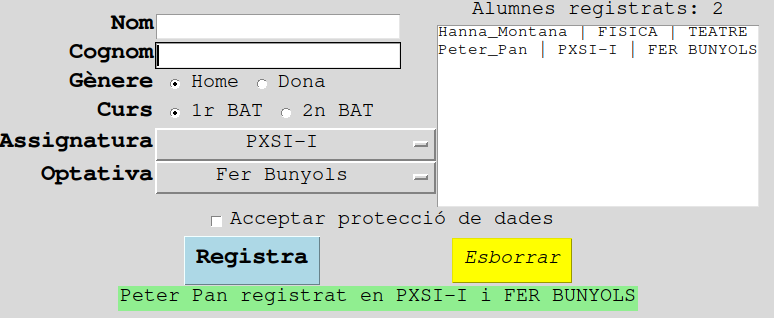 Nom
Cognom
Gènere Home Dona
Curs 1r BAT 2n BAT
Assignatura PXSI-I
Optativa Fer Bunyols
Alumnes registrats: 2
Hanna_Montana | FISICA | TEATRE
Peter_Pan | PXSI-I | FER BUNYOLS
Acceptar protecció de dades
Registra Esborrar
Peter Pan registrat en PXSI-I i FER BUNYOLS